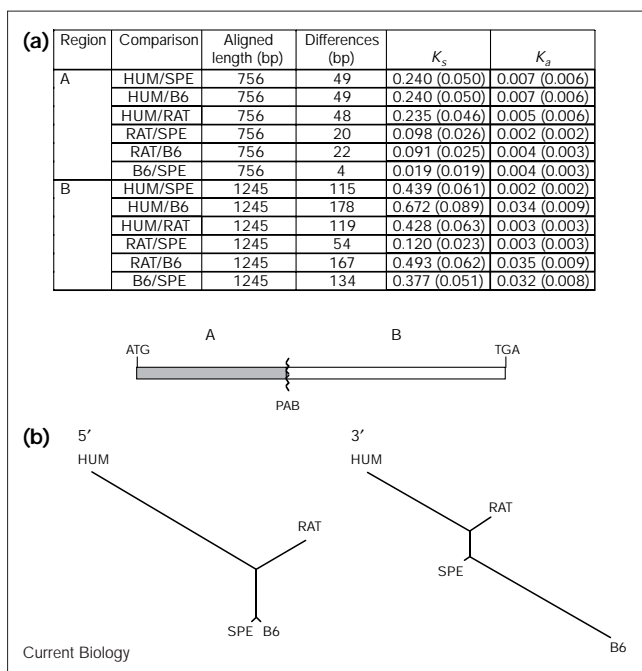 (a)
Region Comparison Aligned length (bp) Differences (bp) Ks Ka
A HUM/SPE 756 49 0.240 (0.050) 0.007 (0.006)
HUM/B6 756 49 0.240 (0.050) 0.007 (0.006)
HUM/RAT 756 48 0.235 (0.046) 0.005 (0.006)
RAT/SPE 756 20 0.098 (0.026) 0.002 (0.002)
RAT/B6 756 22 0.091 (0.025) 0.004 (0.003)
B6/SPE 756 4 0.019 (0.019) 0.004 (0.003)
B HUM/SPE 1245 115 0.439 (0.061) 0.002 (0.002)
HUM/B6 1245 178 0.672 (0.089) 0.034 (0.009)
HUM/RAT 1245 119 0.428 (0.063) 0.003 (0.003)
RAT/SPE 1245 54 0.120 (0.023) 0.003 (0.003)
RAT/B6 1245 167 0.493 (0.062) 0.035 (0.009)
B6/SPE 1245 134 0.377 (0.051) 0.032 (0.008)
A B
ATG TGA
PAB
(b) 5′ 3′
HUM HUM
RAT RAT
SPE
SPE B6
B6
Current Biology